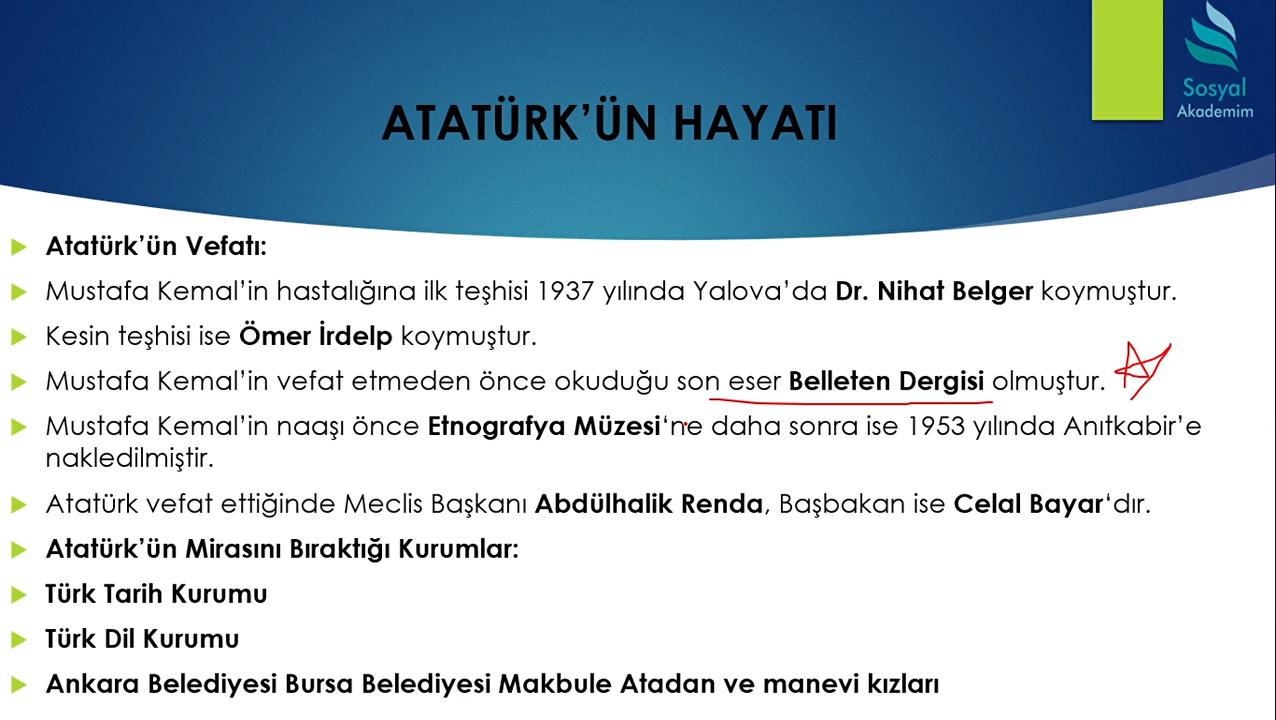 Sosyal
Akademim
ATATÜRK’ÜN HAYATI
Atatürk’ün Vefatı:
Mustafa Kemal’in hastalığına ilk teşhisi 1937 yılında Yalova’da Dr. Nihat Belger koymuştur.
Kesin teşhisi ise Ömer İrdelp koymuştur.
Mustafa Kemal’in vefat etmeden önce okuduğu son eser Belleten Dergisi olmuştur.
Mustafa Kemal’in naaşı önce Etnografya Müzesi‘ne daha sonra ise 1953 yılında Anıtkabir’e
nakledilmiştir.
Atatürk vefat ettiğinde Meclis Başkanı Abdülhalik Renda, Başbakan ise Celal Bayar‘dır.
Atatürk’ün Mirasını Bıraktığı Kurumlar:
Türk Tarih Kurumu
Türk Dil Kurumu
Ankara Belediyesi Bursa Belediyesi Makbule Atadan ve manevi kızları